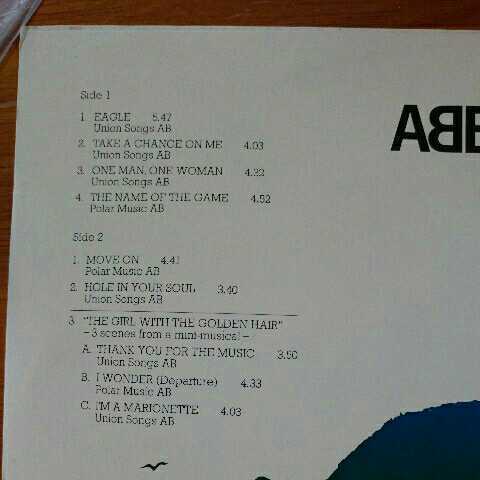 Side 1
1. EAGLE 5.47
Union Songs AB
2. TAKE A CHANCE ON ME 4.03
Union Songs AB
3. ONE MAN, ONE WOMAN 4.32
Union Songs AB
4. THE NAME OF THE GAME 4.52
Polar Music AB
Side 2
1. MOVE ON 4.41
Polar Music AB
2. HOLE IN YOUR SOUL 3.40
Union Songs AB
3 "THE GIRL WITH THE GOLDEN HAIR"
– 3 scenes from a mini-musical –
A. THANK YOU FOR THE MUSIC 3.50
Union Songs AB
B. I WONDER (Departure) 4.33
Polar Music AB
C. I'M A MARIONETTE 4.03
Union Songs AB
AᗺB